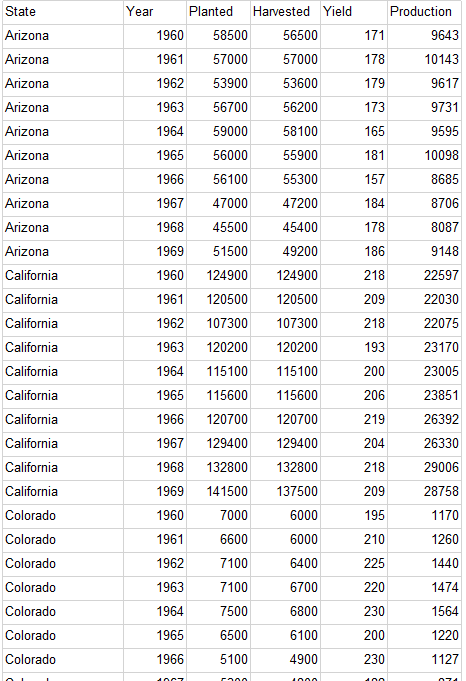 State Year Planted Harvested Yield Production
Arizona 1960 58500 56500 171 9643
Arizona 1961 57000 57000 178 10143
Arizona 1962 53900 53600 179 9617
Arizona 1963 56700 56200 173 9731
Arizona 1964 59000 58100 165 9595
Arizona 1965 56000 55900 181 10098
Arizona 1966 56100 55300 157 8685
Arizona 1967 47000 47200 184 8706
Arizona 1968 45500 45400 178 8087
Arizona 1969 51500 49200 186 9148
California 1960 124900 124900 218 22597
California 1961 120500 120500 209 22030
California 1962 107300 107300 218 22075
California 1963 120200 120200 193 23170
California 1964 115100 115100 200 23005
California 1965 115600 115600 206 23851
California 1966 120700 120700 219 26392
California 1967 129400 129400 204 26330
California 1968 132800 132800 218 29006
California 1969 141500 137500 209 28758
Colorado 1960 7000 6000 195 1170
Colorado 1961 6600 6000 210 1260
Colorado 1962 7100 6400 225 1440
Colorado 1963 7100 6700 220 1474
Colorado 1964 7500 6800 230 1564
Colorado 1965 6500 6100 200 1220
Colorado 1966 5100 4900 230 1127
Colorado 1967